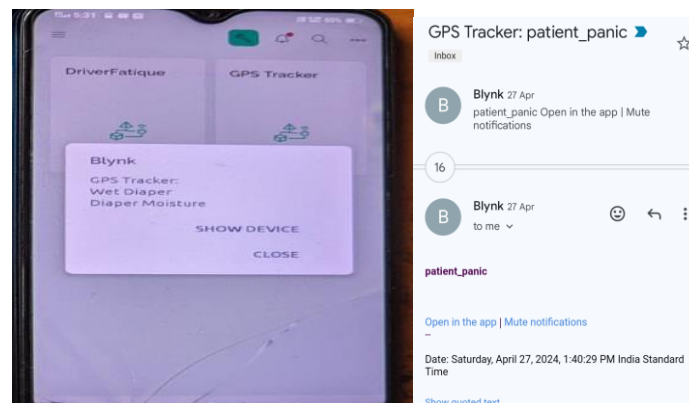 5:31
DriverFatique
GPS Tracker
Blynk
GPS Tracker:
Wet Diaper
Diaper Moisture
SHOW DEVICE
CLOSE
GPS Tracker: patient_panic
Inbox
B
Blynk 27 Apr
patient_panic Open in the app | Mute
notifications
16
B
Blynk 27 Apr
to me
patient_panic
Open in the app | Mute notifications
Date: Saturday, April 27, 2024, 1:40:29 PM India Standard
Time
Show quoted text